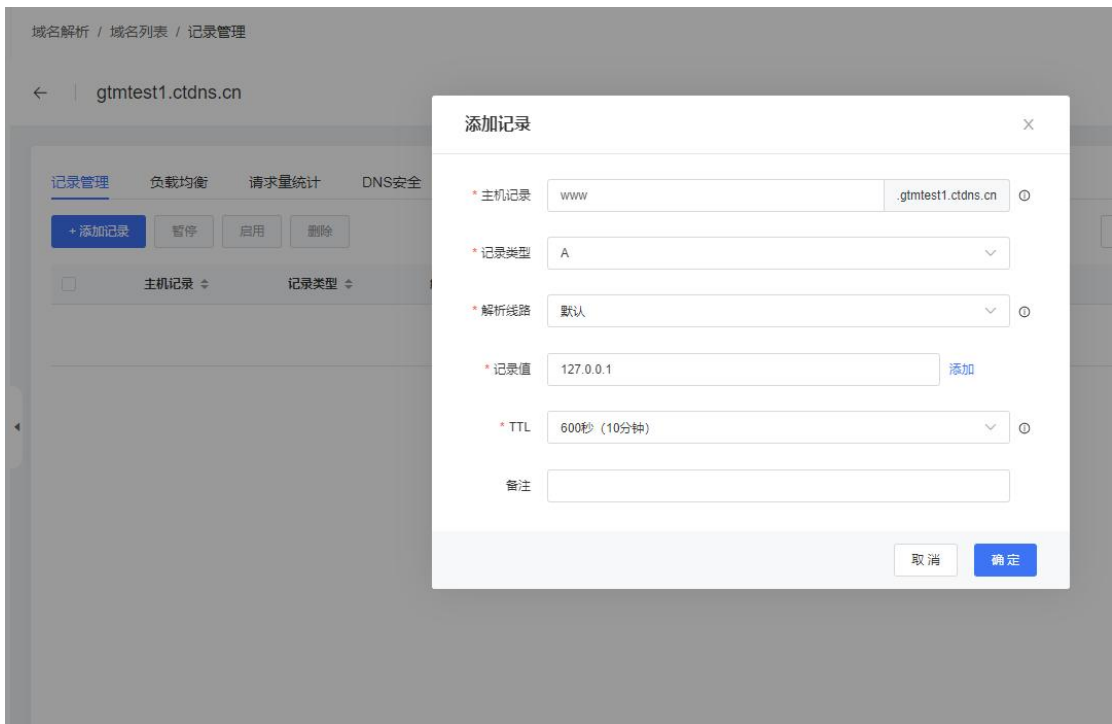 域名解析 / 域名列表 / 记录管理
gtmtest1.ctdns.cn
添加记录
记录管理 负载均衡 请求量统计 DNS安全
* 主机记录 www .gtmtest1.ctdns.cn
+ 添加记录 暂停 启用 删除
* 记录类型 A
主机记录 记录类型
* 解析线路 默认
* 记录值 127.0.0.1 添加
* TTL 600秒（10分钟）
备注
取消 确定